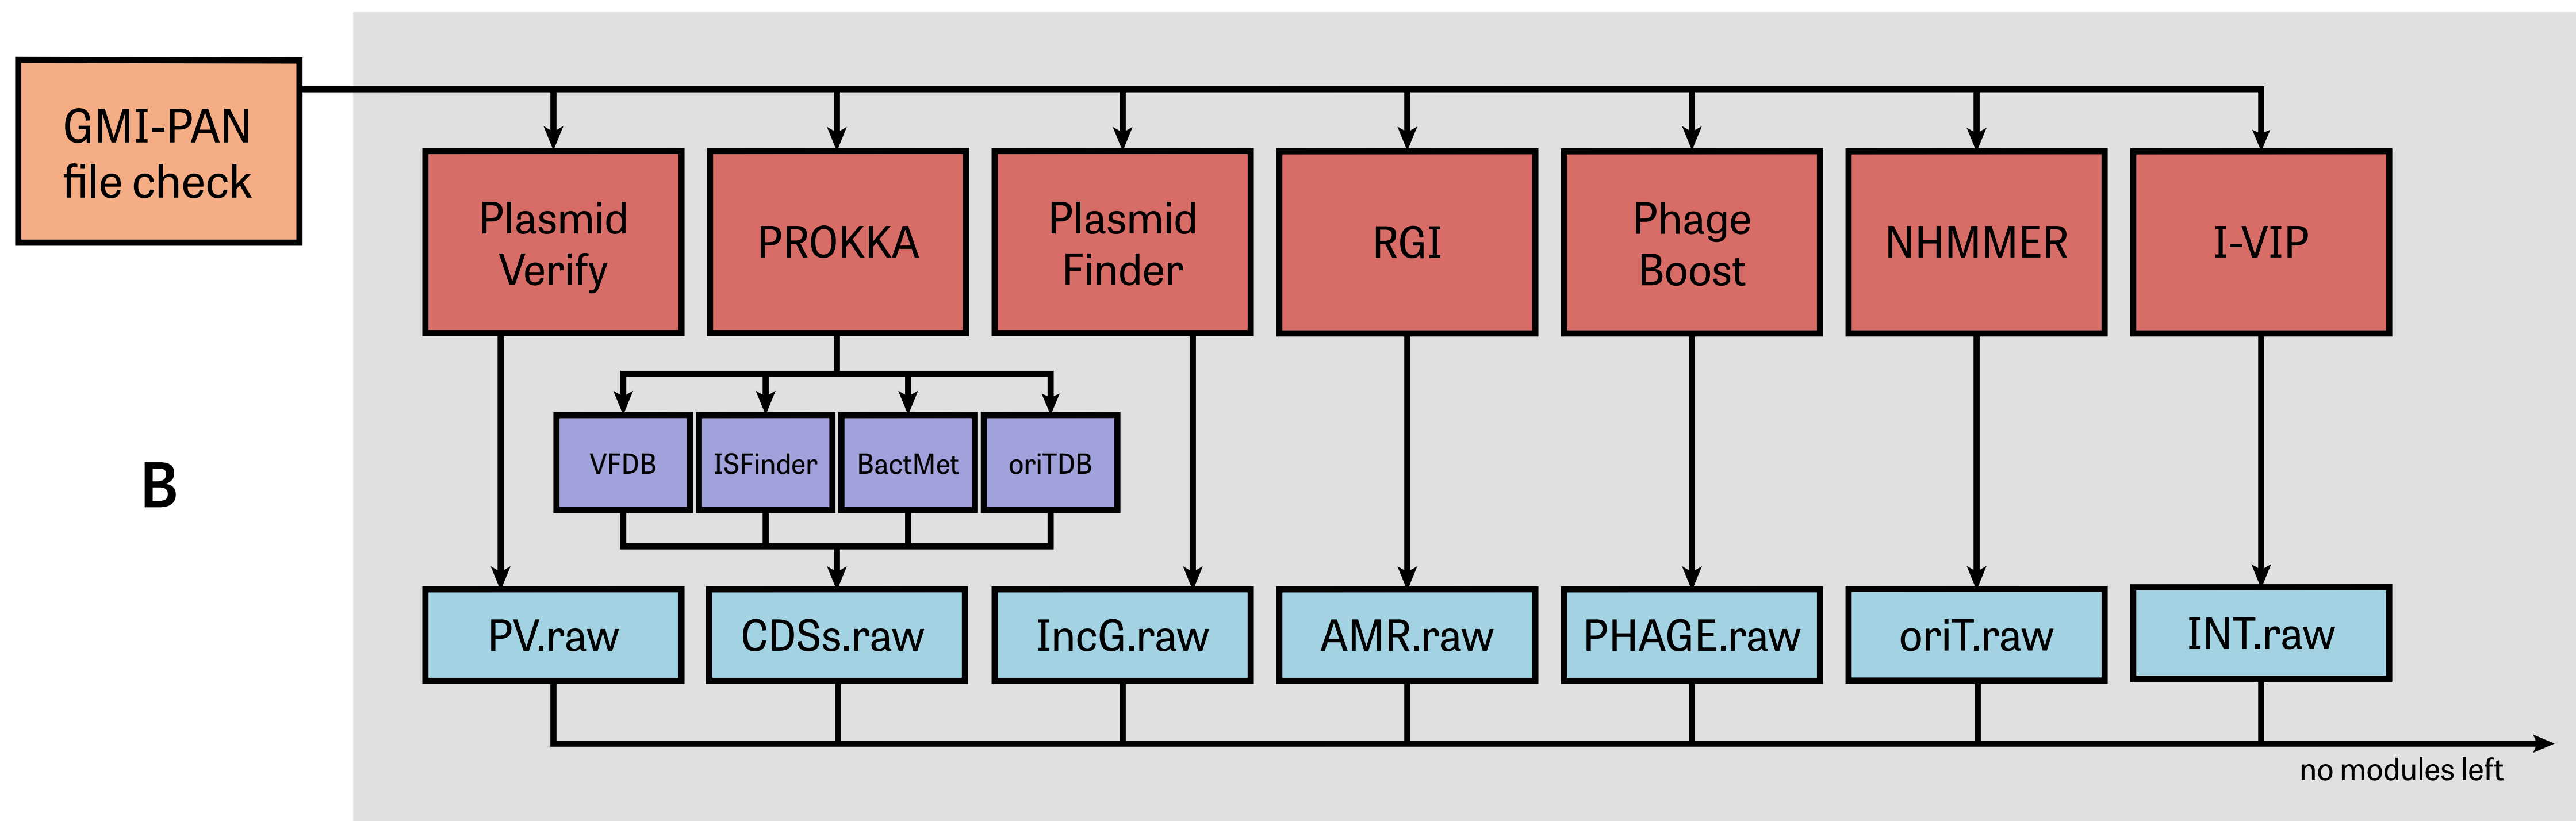 GMI-PAN
file check
Plasmid
Verify
PROKKA
Plasmid
Finder
RGI
Phage
Boost
NHMMER
I-VIP
VFDB
ISFinder
BactMet
oriTDB
B
PV.raw
CDSs.raw
IncG.raw
AMR.raw
PHAGE.raw
oriT.raw
INT.raw
no modules left